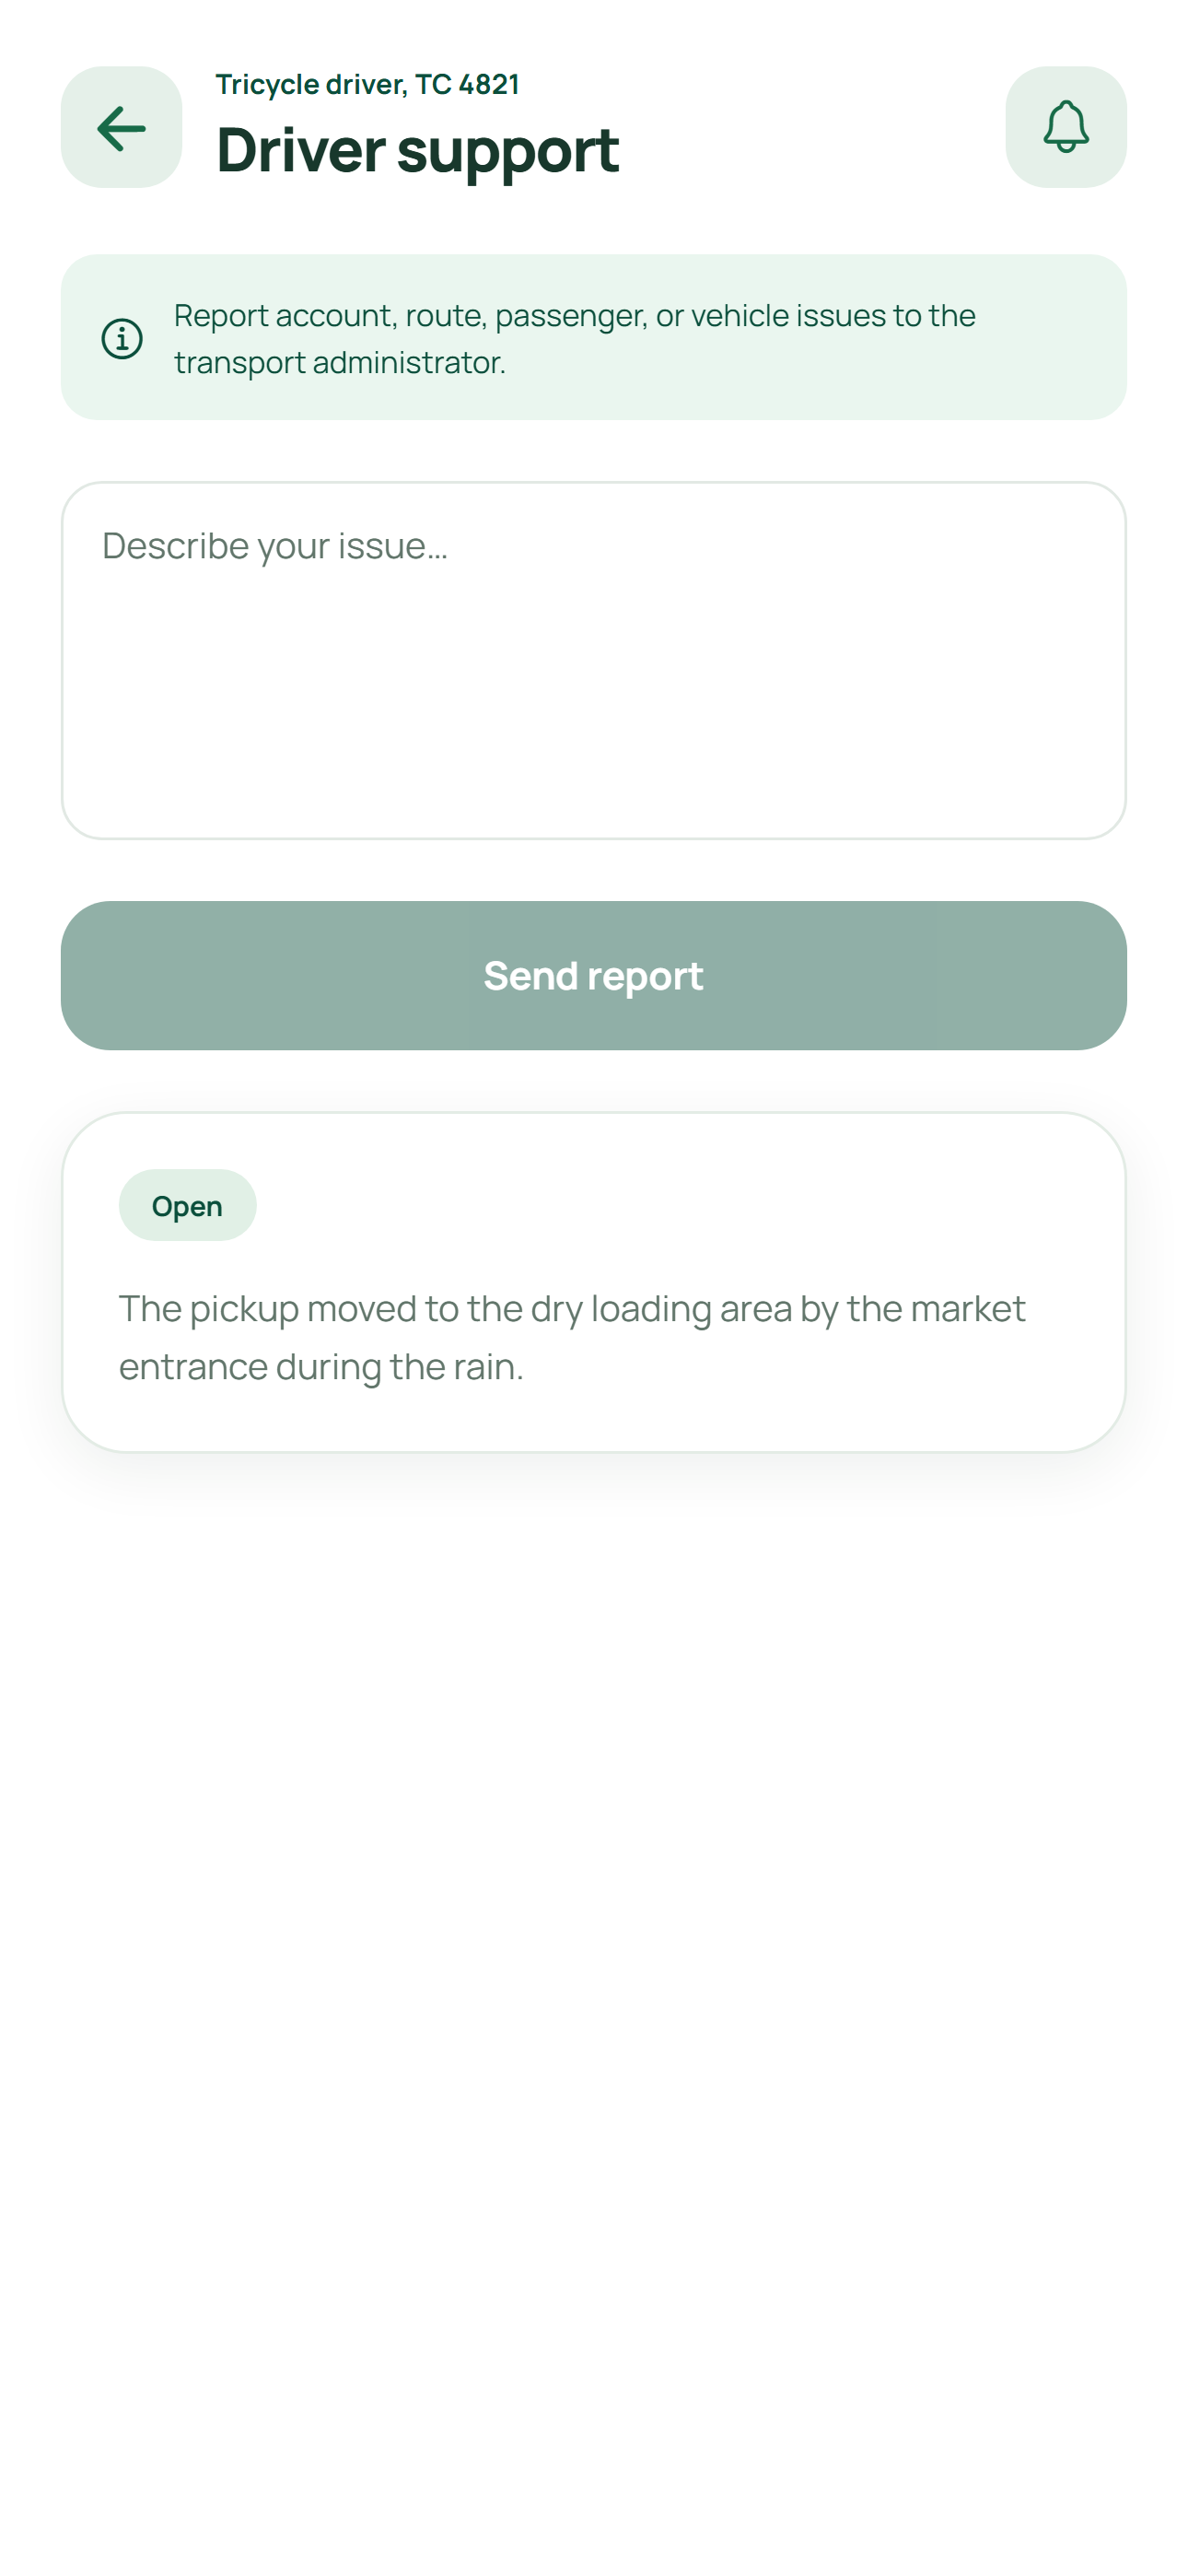 Tricycle driver, TC 4821
Driver support
Report account, route, passenger, or vehicle issues to the
transport administrator.
Describe your issue...
Send report
Open
The pickup moved to the dry loading area by the market
entrance during the rain.